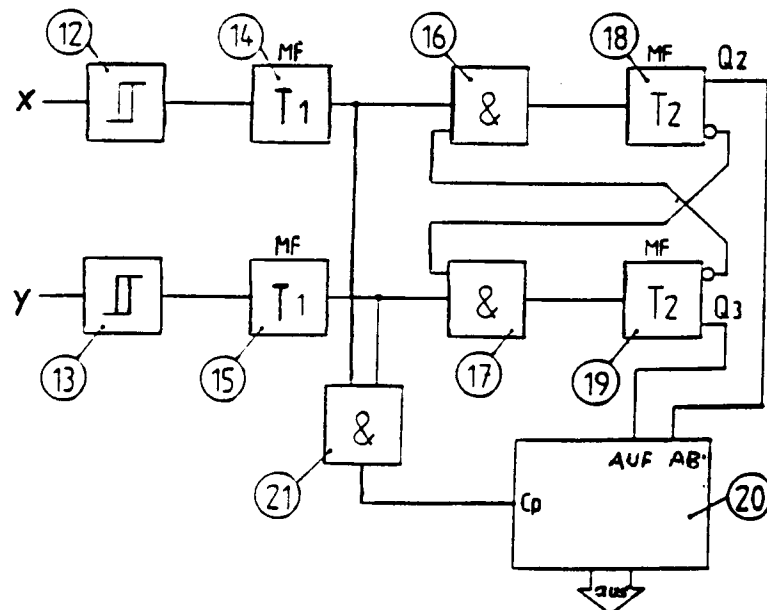 12
14
MF
16
MF
18
Q2
X
T1
&
T2
MF
MF
Y
T1
&
T2
Q3
13
15
17
19
&
AUF AB
21
Cp
20
aus